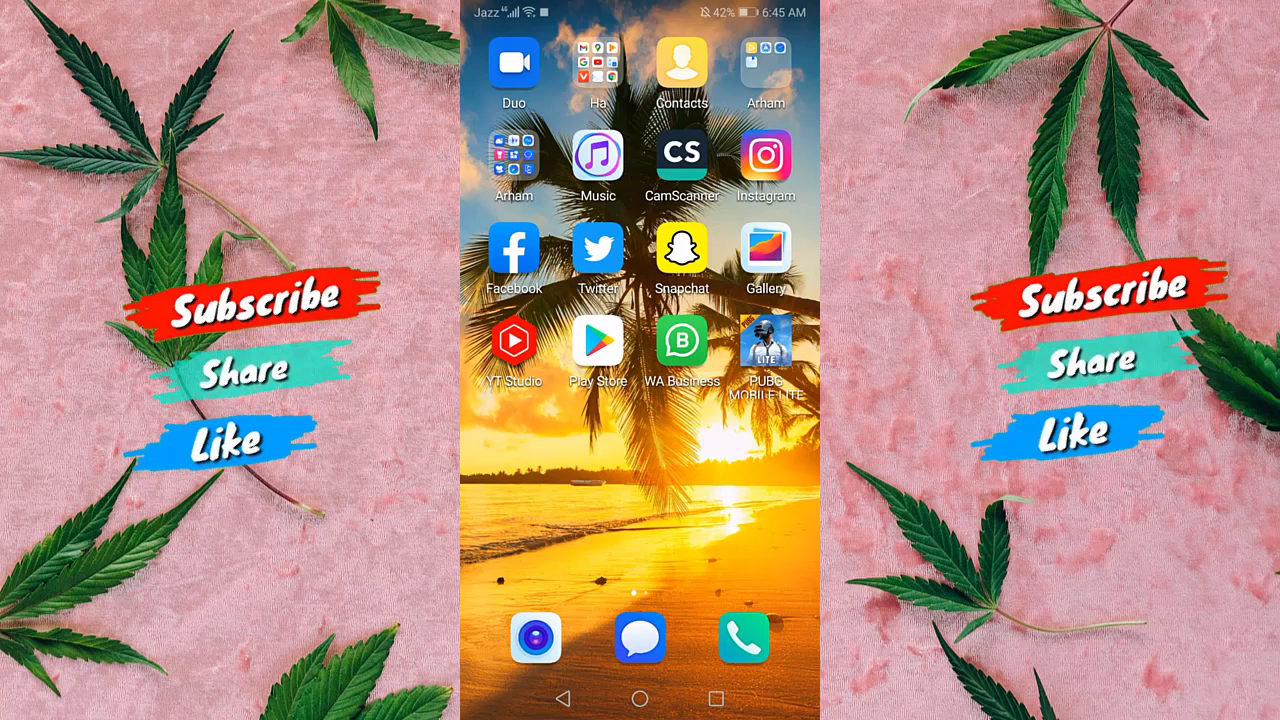 Jazz 4G 42% 6:45 AM
Duo Ha Contacts Arham
CS
Arham Music CamScanner Instagram
Facebook Twitter Snapchat Gallery
LITE
YT Studio Play Store WA Business PUBG
MOBILE LITE
Subscribe
Share
Like
Subscribe
Share
Like